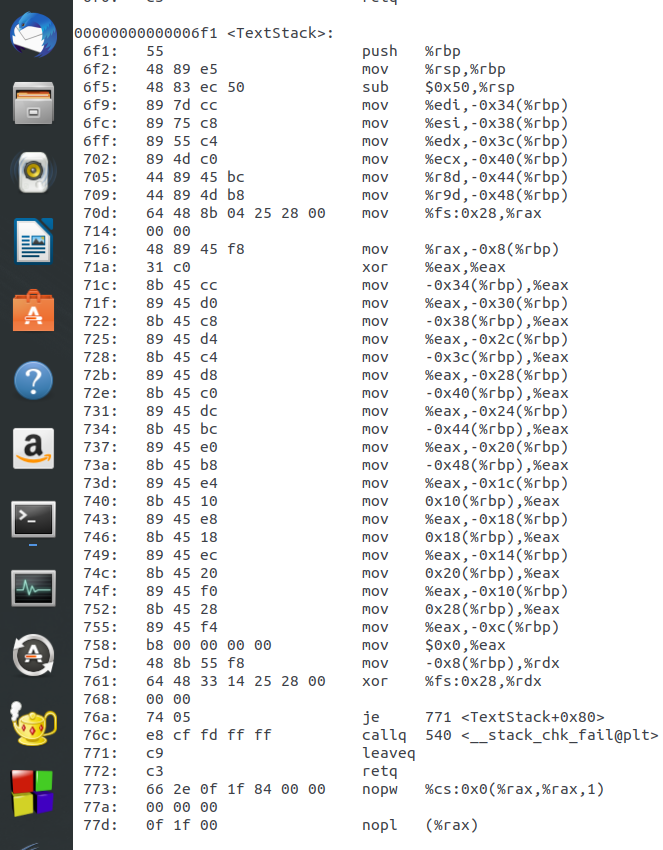 00000000000006f1 <TextStack>:
6f1: 55 push %rbp
6f2: 48 89 e5 mov %rsp,%rbp
6f5: 48 83 ec 50 sub $0x50,%rsp
6f9: 89 7d cc mov %edi,-0x34(%rbp)
6fc: 89 75 c8 mov %esi,-0x38(%rbp)
6ff: 89 55 c4 mov %edx,-0x3c(%rbp)
702: 89 4d c0 mov %ecx,-0x40(%rbp)
705: 44 89 45 bc mov %r8d,-0x44(%rbp)
709: 44 89 4d b8 mov %r9d,-0x48(%rbp)
70d: 64 48 8b 04 25 28 00 mov %fs:0x28,%rax
714: 00 00
716: 48 89 45 f8 mov %rax,-0x8(%rbp)
71a: 31 c0 xor %eax,%eax
71c: 8b 45 cc mov -0x34(%rbp),%eax
71f: 89 45 d0 mov %eax,-0x30(%rbp)
722: 8b 45 c8 mov -0x38(%rbp),%eax
725: 89 45 d4 mov %eax,-0x2c(%rbp)
728: 8b 45 c4 mov -0x3c(%rbp),%eax
72b: 89 45 d8 mov %eax,-0x28(%rbp)
72e: 8b 45 c0 mov -0x40(%rbp),%eax
731: 89 45 dc mov %eax,-0x24(%rbp)
734: 8b 45 bc mov -0x44(%rbp),%eax
737: 89 45 e0 mov %eax,-0x20(%rbp)
73a: 8b 45 b8 mov -0x48(%rbp),%eax
73d: 89 45 e4 mov %eax,-0x1c(%rbp)
740: 8b 45 10 mov 0x10(%rbp),%eax
743: 89 45 e8 mov %eax,-0x18(%rbp)
746: 8b 45 18 mov 0x18(%rbp),%eax
749: 89 45 ec mov %eax,-0x14(%rbp)
74c: 8b 45 20 mov 0x20(%rbp),%eax
74f: 89 45 f0 mov %eax,-0x10(%rbp)
752: 8b 45 28 mov 0x28(%rbp),%eax
755: 89 45 f4 mov %eax,-0xc(%rbp)
758: b8 00 00 00 00 mov $0x0,%eax
75d: 48 8b 55 f8 mov -0x8(%rbp),%rdx
761: 64 48 33 14 25 28 00 xor %fs:0x28,%rdx
768: 00 00
76a: 74 05 je 771 <TextStack+0x80>
76c: e8 cf fd ff ff callq 540 <__stack_chk_fail@plt>
771: c9 leaveq
772: c3 retq
773: 66 2e 0f 1f 84 00 00 nopw %cs:0x0(%rax,%rax,1)
77a: 00 00 00
77d: 0f 1f 00 nopl (%rax)